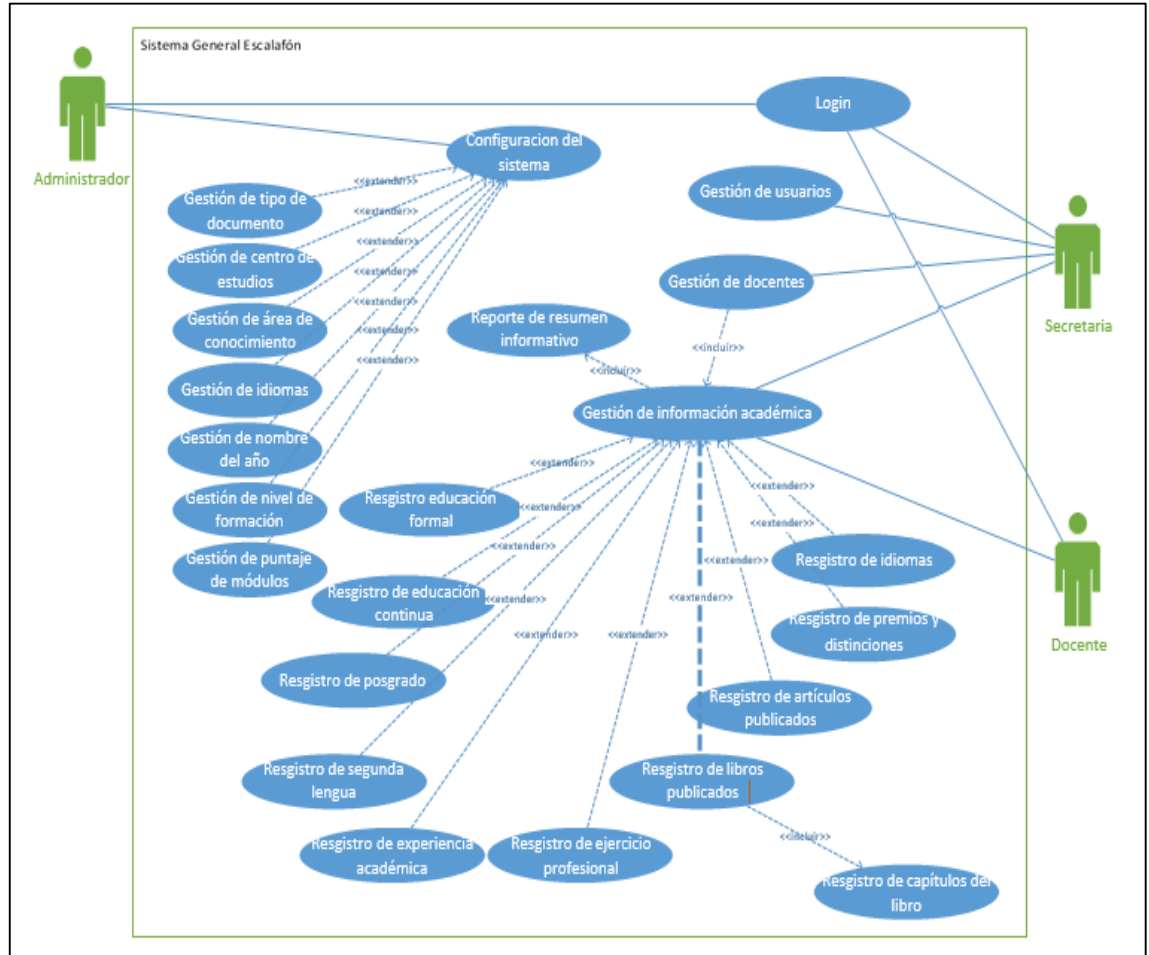 Sistema General Escalafón
Administrador
Login
Configuracion del
sistema
<<extender>>
Gestión de tipo de
documento
Gestión de usuarios
<<extender>>
Secretaria
<<extender>>
Gestión de centro de
estudios
Gestión de docentes
<<extender>>
<<extender>>
Gestión de área de
conocimiento
Reporte de resumen
informativo
<<extender>>
<<incluir>>
<<extender>>
<<incluir>>
Gestión de idiomas
Gestión de información académica
Gestión de nombre
del año
<<extender>>
<<extender>>
Gestión de nivel de
formación
Resgistro educación
formal
<<extender>>
<<extender>>
<<extender>>
<<extender>>
Gestión de puntaje
de módulos
Resgistro de idiomas
Resgistro de educación
continua
<<extender>>
<<extender>>
Resgistro de premios y
distinciones
<<extender>>
<<extender>>
Docente
Resgistro de posgrado
Resgistro de artículos
publicados
Resgistro de segunda
lengua
Resgistro de libros
publicados
Resgistro de experiencia
académica
Resgistro de ejercicio
profesional
<<incluir>>
Resgistro de capítulos del
libro